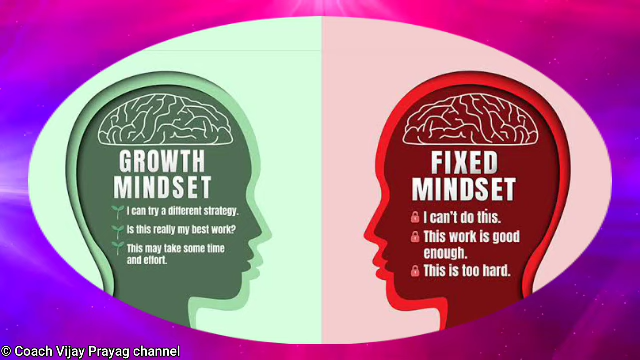 GROWTH
MINDSET
I can try a different strategy.
Is this really my best work?
This may take some time
and effort.
FIXED
MINDSET
I can't do this.
This work is good
enough.
This is too hard.
© Coach Vijay Prayag channel